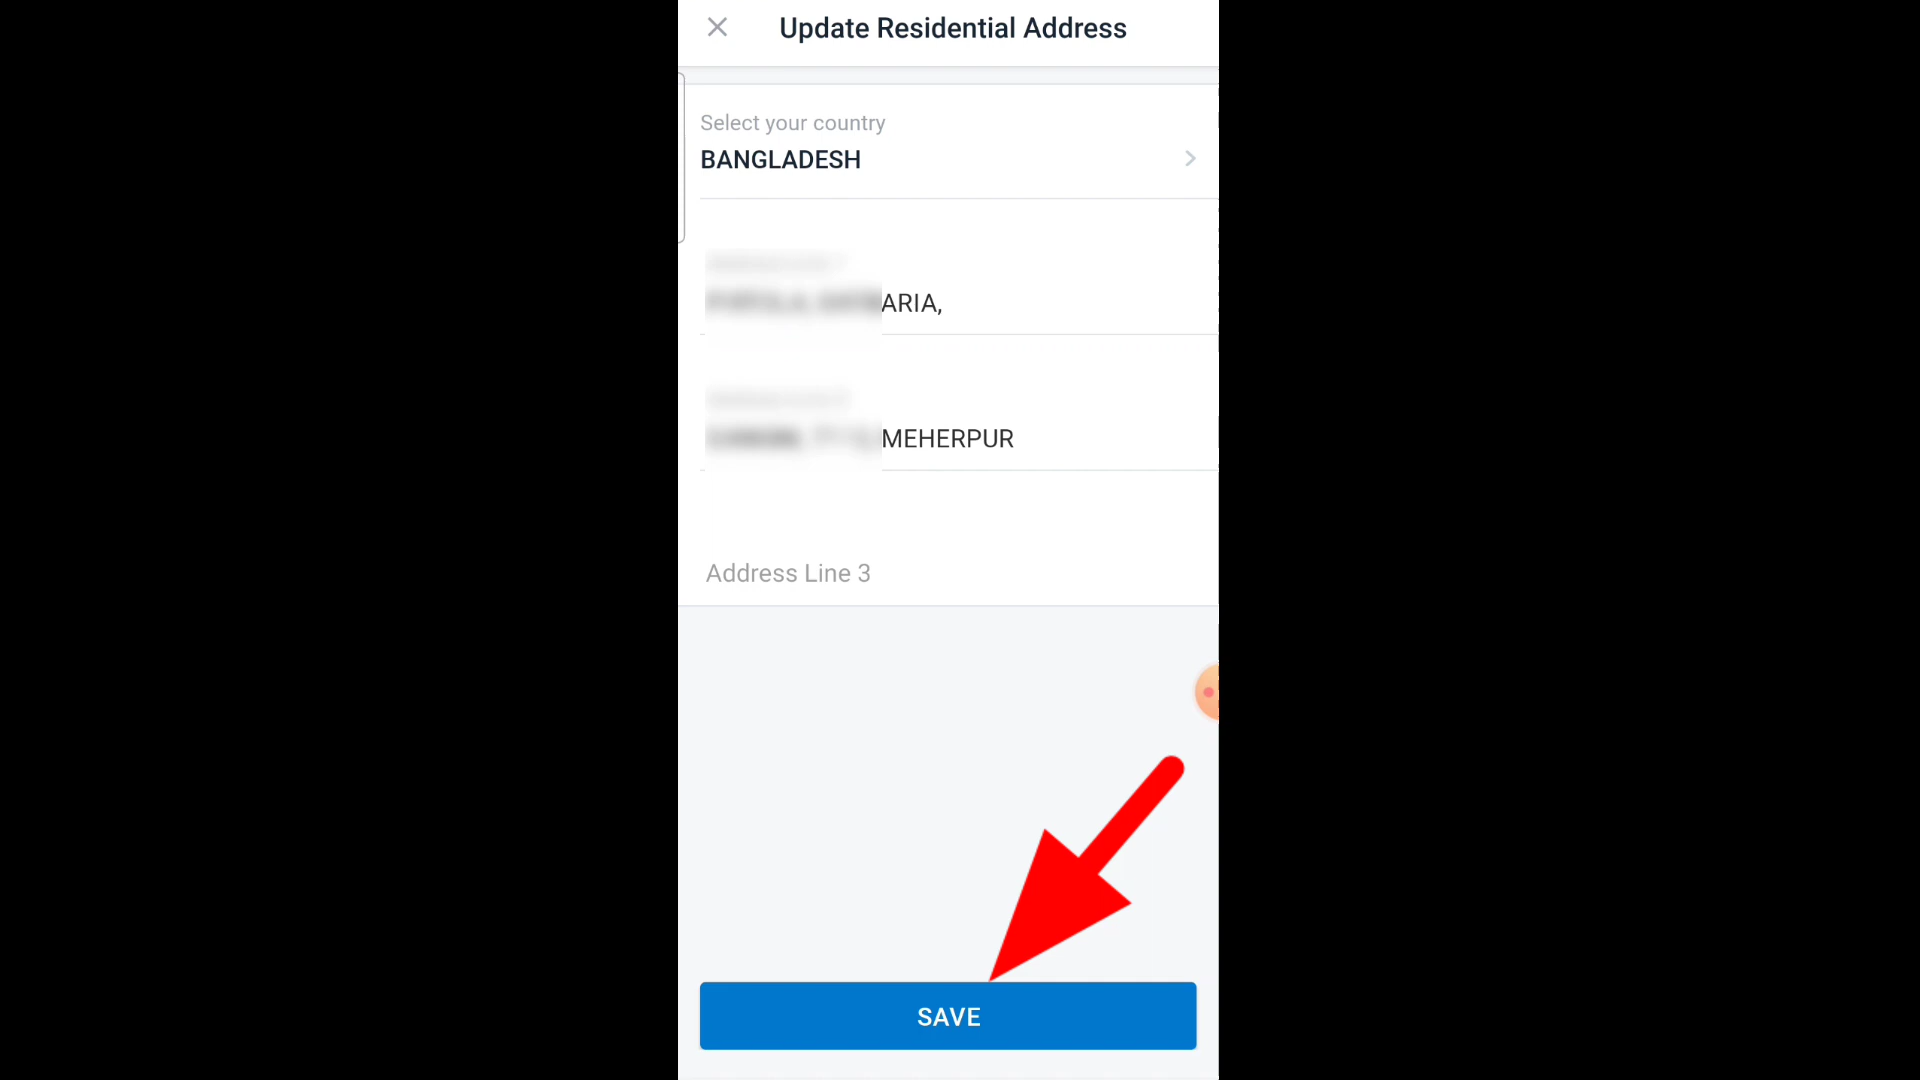 Update Residential Address
Select your country
BANGLADESH
ARIA,
MEHERPUR
Address Line 3
SAVE